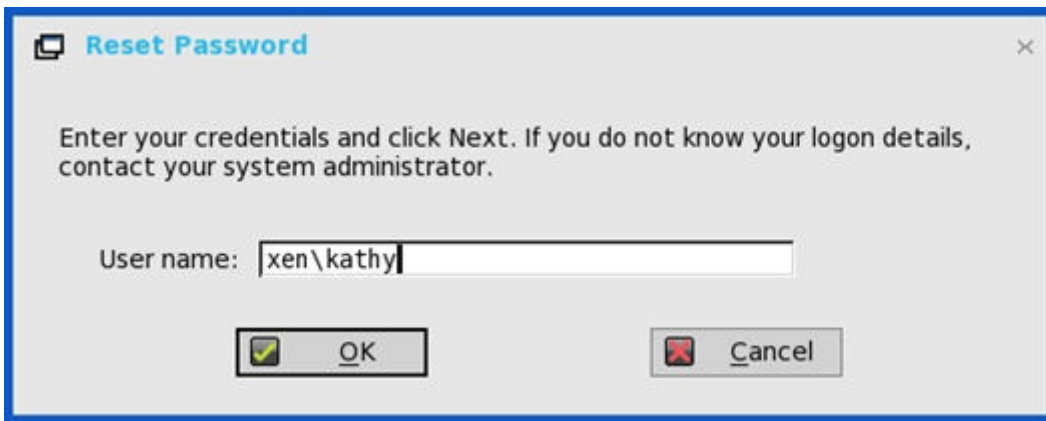 Reset Password
Enter your credentials and click Next. If you do not know your logon details,
contact your system administrator.
User name: xen\kathy
OK Cancel